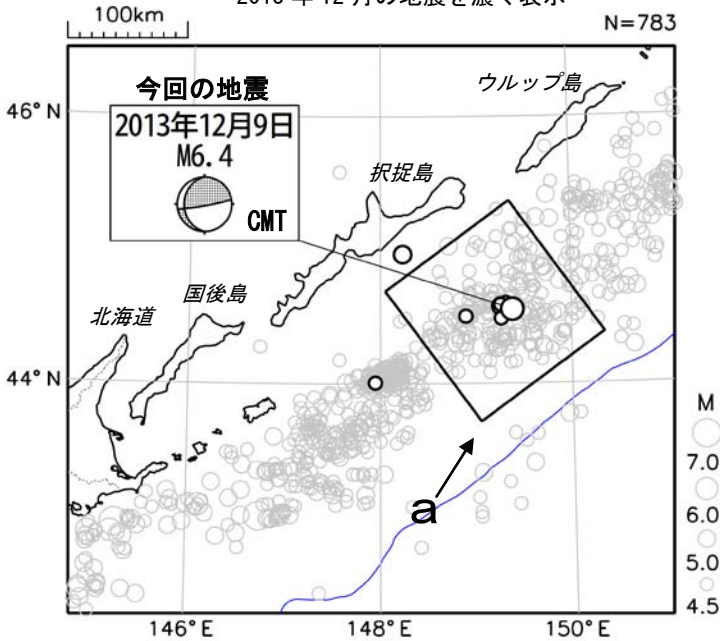 100km
N=783
46°N
今回の地震
2013年12月9日
M6.4
CMT
ウルップ島
択捉島
国後島
北海道
44°N
a
M
7.0
6.0
5.0
4.5
146°E
148°E
150°E